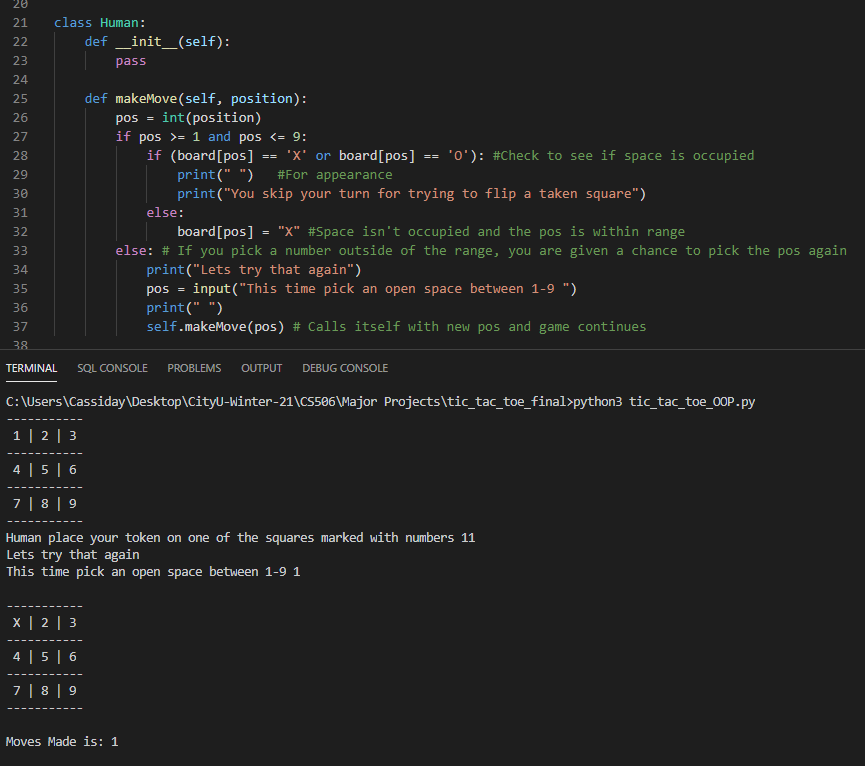 20
21 class Human:
22     def __init__(self):
23         pass
24
25     def makeMove(self, position):
26         pos = int(position)
27         if pos >= 1 and pos <= 9:
28             if (board[pos] == 'X' or board[pos] == 'O'): #Check to see if space is occupied
29                 print(" ")   #For appearance
30                 print("You skip your turn for trying to flip a taken square")
31             else:
32                 board[pos] = "X" #Space isn't occupied and the pos is within range
33         else: # If you pick a number outside of the range, you are given a chance to pick the pos again
34             print("Lets try that again")
35             pos = input("This time pick an open space between 1-9 ")
36             print(" ")
37             self.makeMove(pos) # Calls itself with new pos and game continues
38
TERMINAL SQL CONSOLE PROBLEMS OUTPUT DEBUG CONSOLE
C:\Users\Cassiday\Desktop\CityU-Winter-21\CS506\Major Projects\tic_tac_toe_final>python3 tic_tac_toe_OOP.py
-----------
 1 | 2 | 3
-----------
 4 | 5 | 6
-----------
 7 | 8 | 9
-----------
Human place your token on one of the squares marked with numbers 11
Lets try that again
This time pick an open space between 1-9 1
-----------
 X | 2 | 3
-----------
 4 | 5 | 6
-----------
 7 | 8 | 9
-----------
Moves Made is: 1